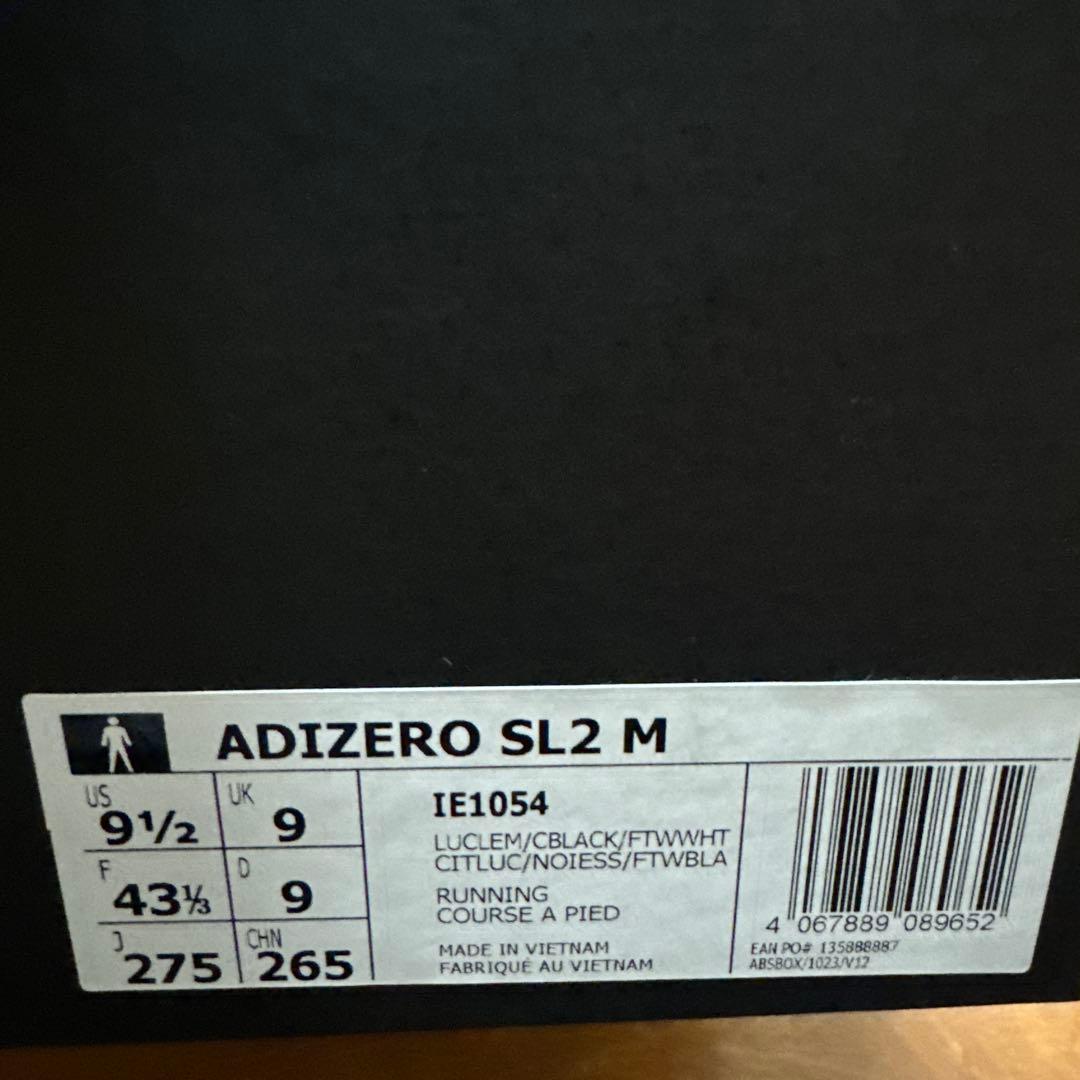 ADIZERO SL2 M
US 9½ UK 9
F 43⅓ D 9
J 275 CHN 265
IE1054
LUCLEM/CBLACK/FTWWHT
CITLUC/NOIESS/FTWBLA
RUNNING
COURSE A PIED
MADE IN VIETNAM
FABRIQUÉ AU VIETNAM
4 067889 089652
EAN PO# 135888887
ABSBOX/1023/V12